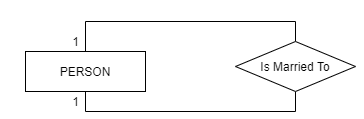 1
PERSON
Is Married To
1